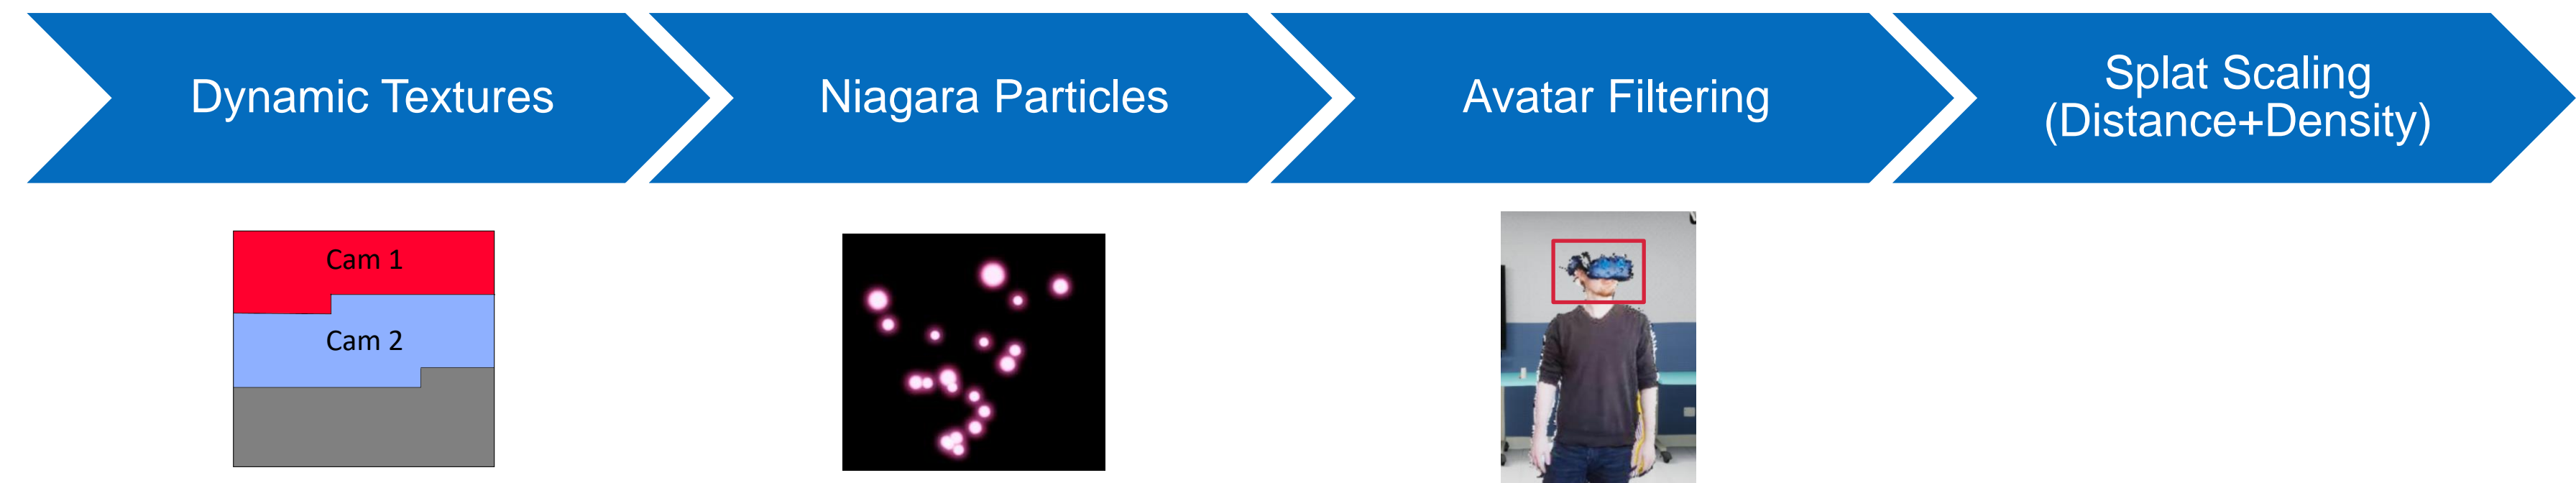 Dynamic Textures
Niagara Particles
Avatar Filtering
Splat Scaling
(Distance+Density)
Cam 1
Cam 2